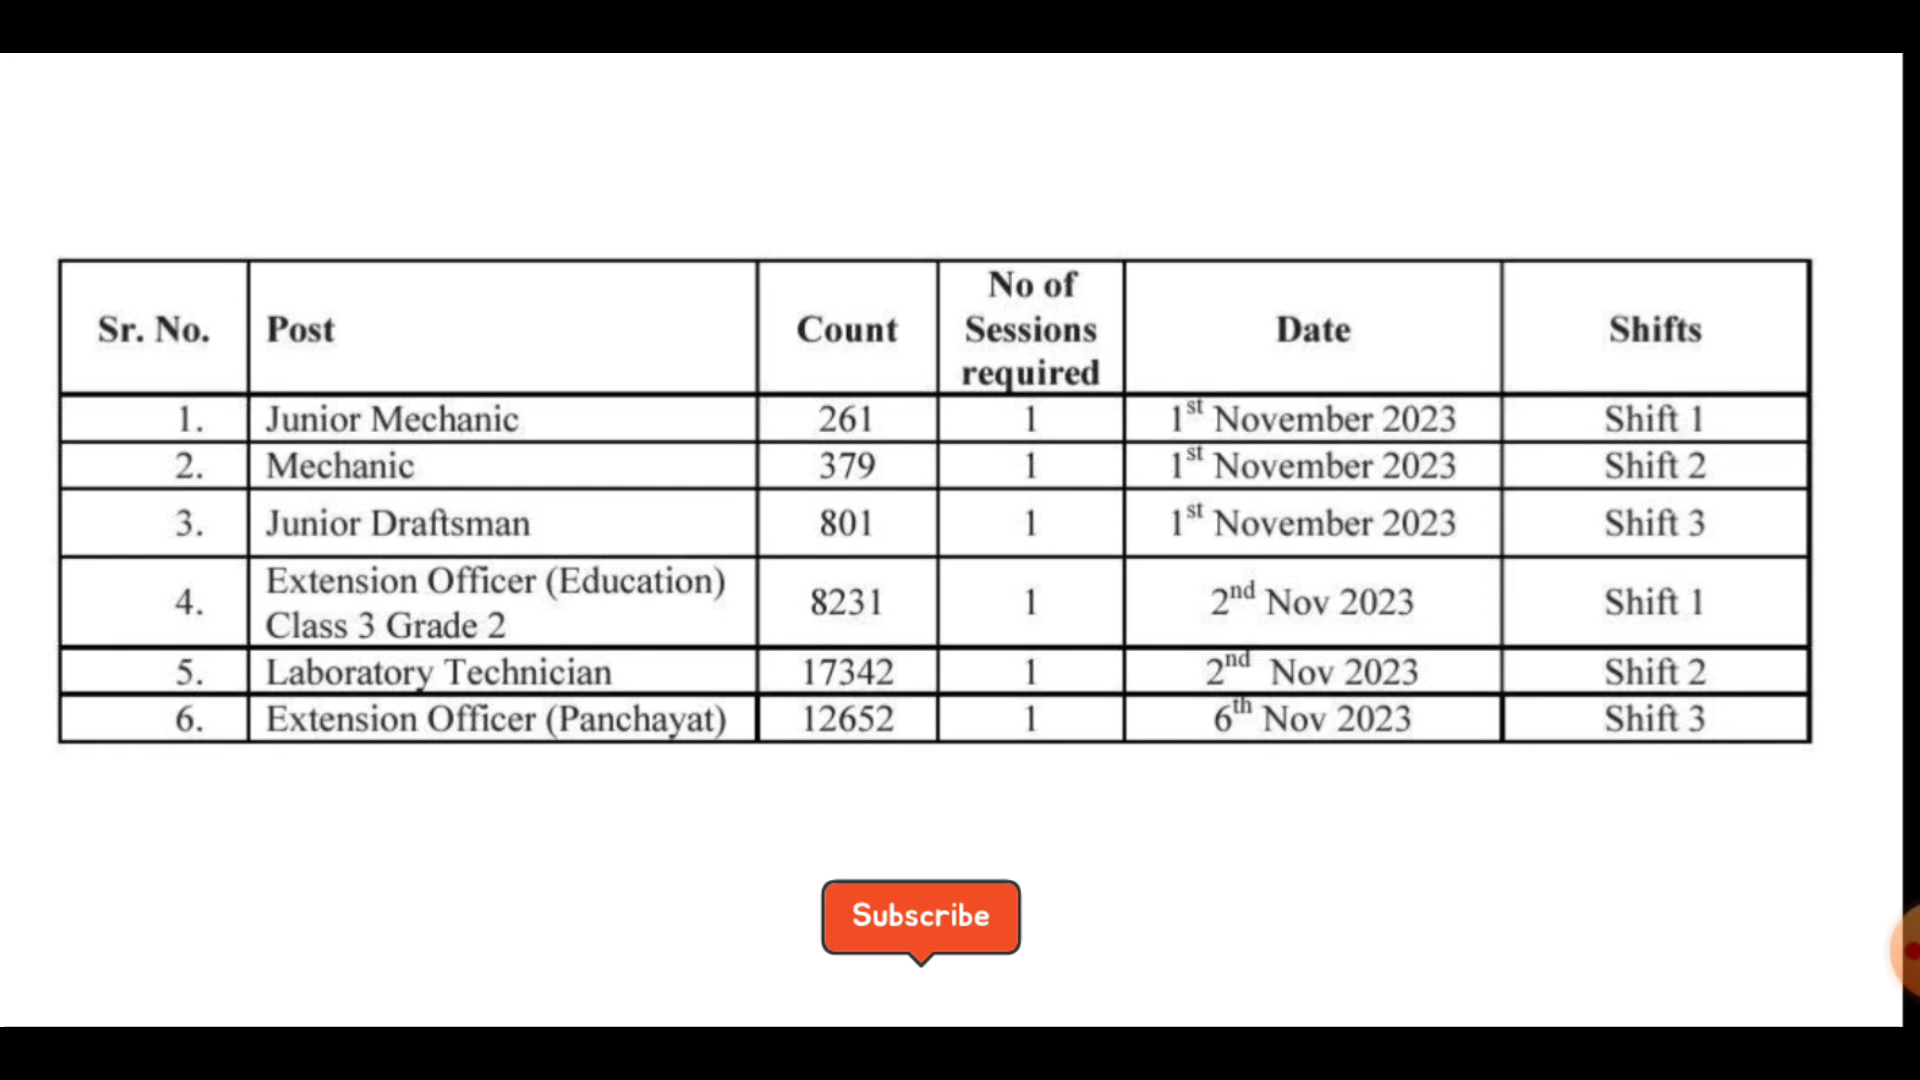 Sr. No. Post Count No of Sessions required Date Shifts
1. Junior Mechanic 261 1 1st November 2023 Shift 1
2. Mechanic 379 1 1st November 2023 Shift 2
3. Junior Draftsman 801 1 1st November 2023 Shift 3
4. Extension Officer (Education) Class 3 Grade 2 8231 1 2nd Nov 2023 Shift 1
5. Laboratory Technician 17342 1 2nd Nov 2023 Shift 2
6. Extension Officer (Panchayat) 12652 1 6th Nov 2023 Shift 3
Subscribe